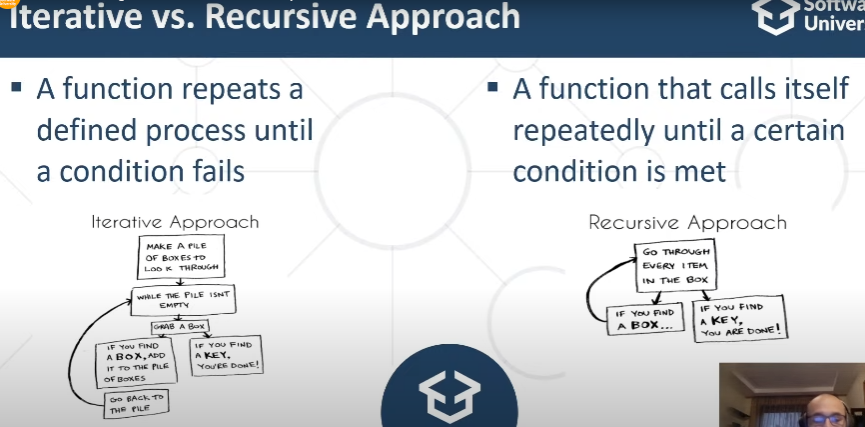 Iterative vs. Recursive Approach
Softwa
Univer
▪ A function repeats a
defined process until
a condition fails
▪ A function that calls itself
repeatedly until a certain
condition is met
Iterative Approach
MAKE A PILE
OF BOXES TO
LOOK THROUGH
WHILE THE PILE ISNT
EMPTY
GRAB A BOX
IF YOU FIND
A BOX, ADD
IT TO THE PILE
OF BOXES
IF YOU FIND
A KEY,
YOU'RE DONE!
GO BACK TO
THE PILE
Recursive Approach
GO THROUGH
EVERY ITEM
IN THE BOX
IF YOU FIND
A BOX...
IF YOU FIND
A KEY,
YOU ARE DONE!